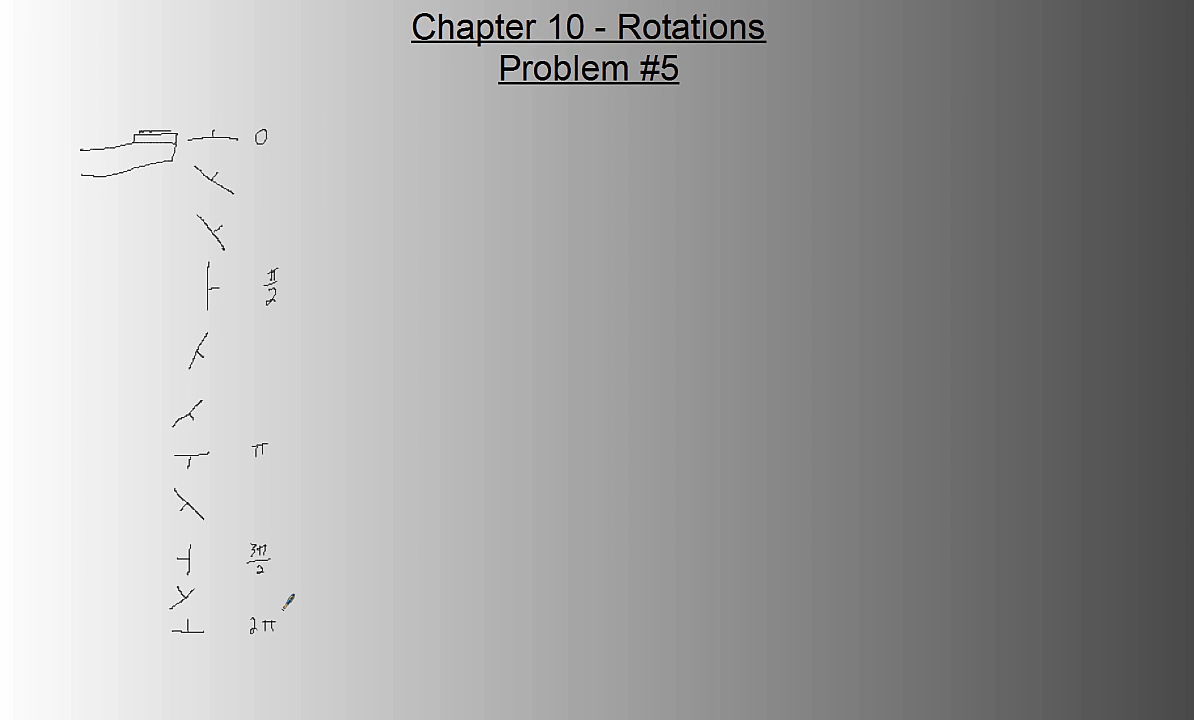 Chapter 10 - Rotations
Problem #5
0
π/2
π
3π/2
2π